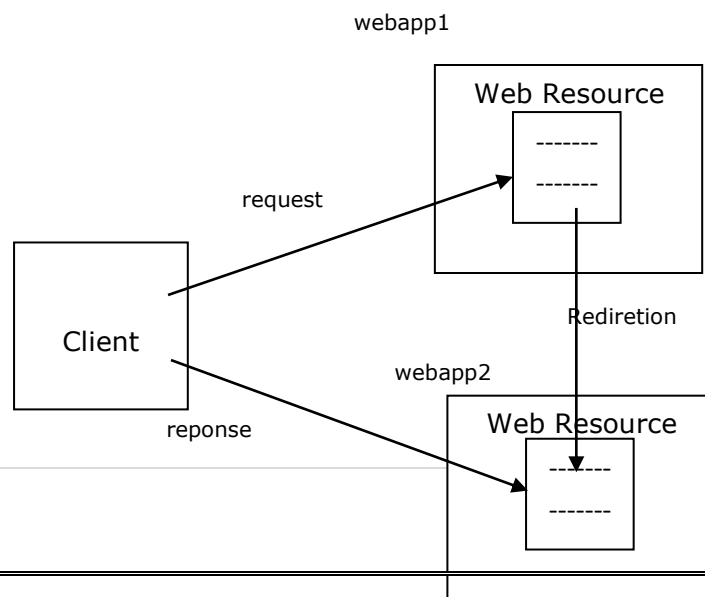 webapp1
Web Resource
-------
-------
request
Client
Rediretion
webapp2
reponse
Web Resource
-------
-------